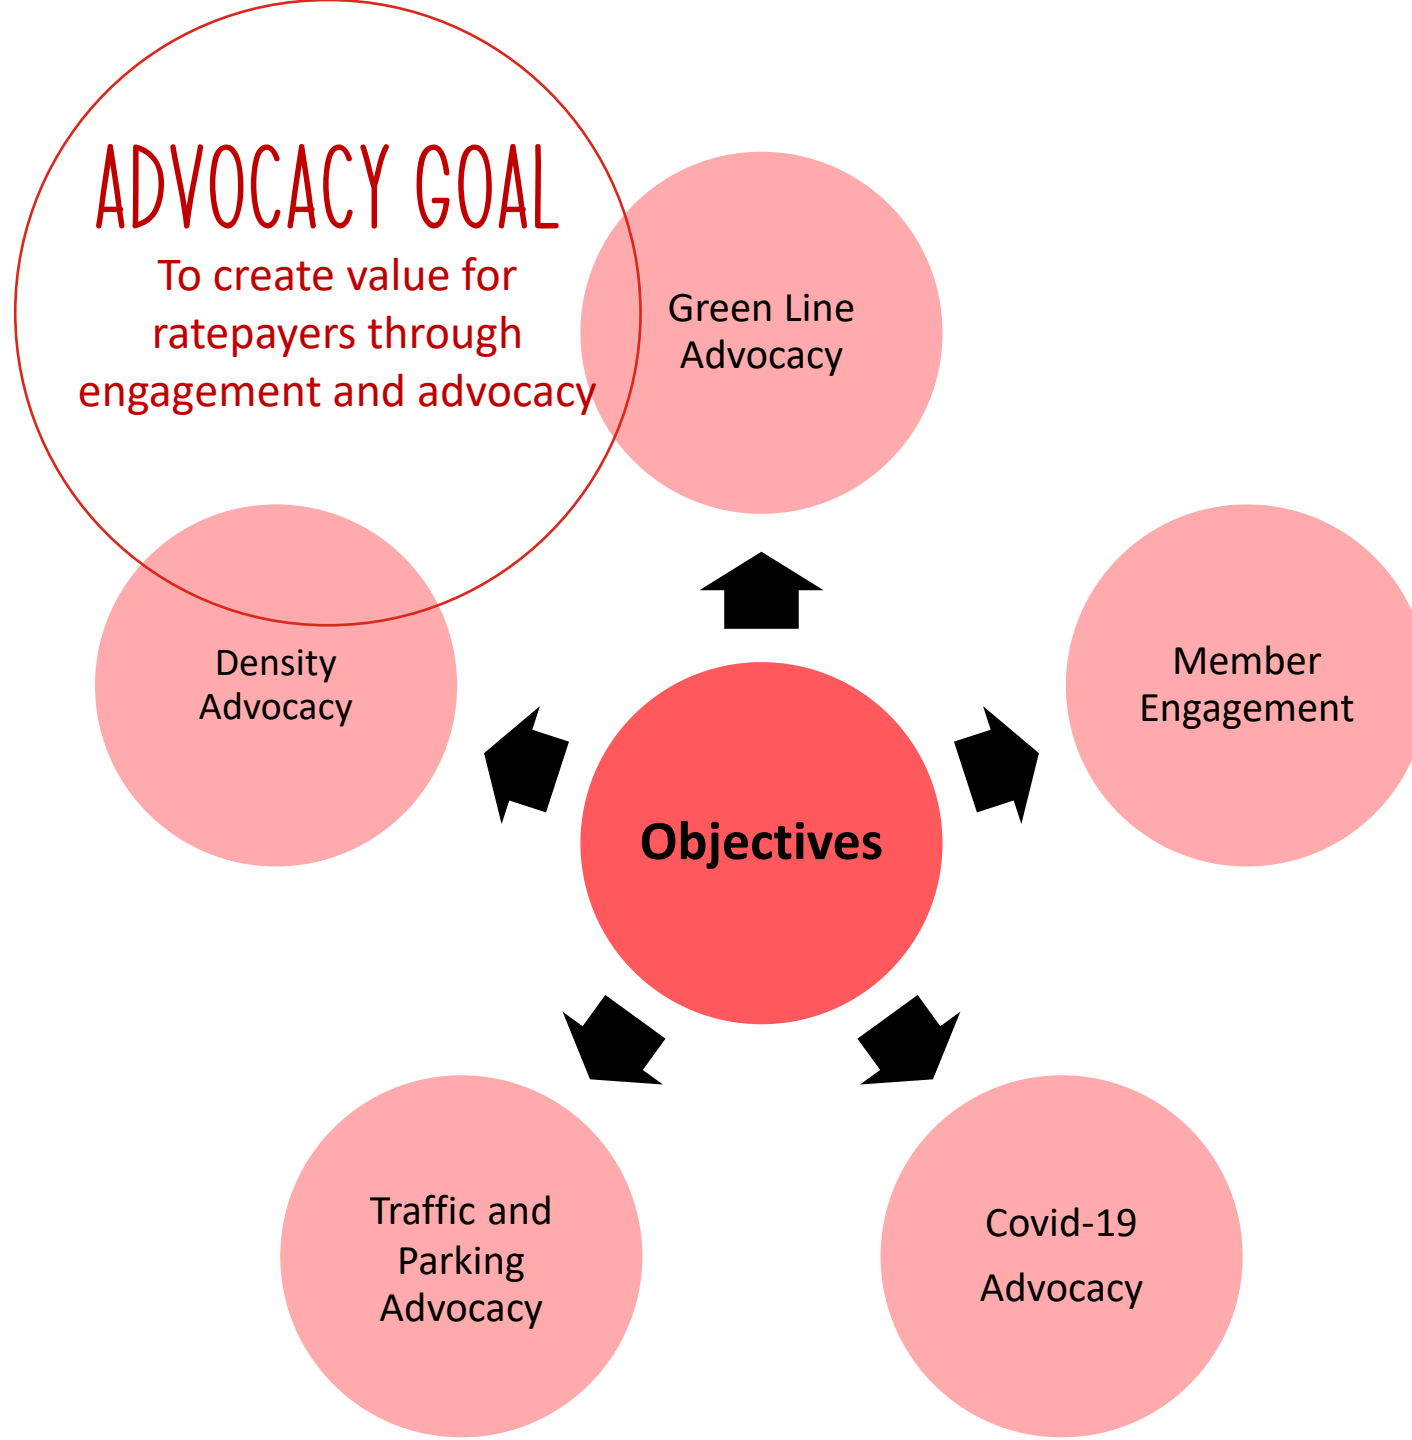 ADVOCACY GOAL
To create value for
ratepayers through
engagement and advocacy
Green Line
Advocacy
Member
Engagement
Covid-19
Advocacy
Traffic and
Parking
Advocacy
Density
Advocacy
Objectives